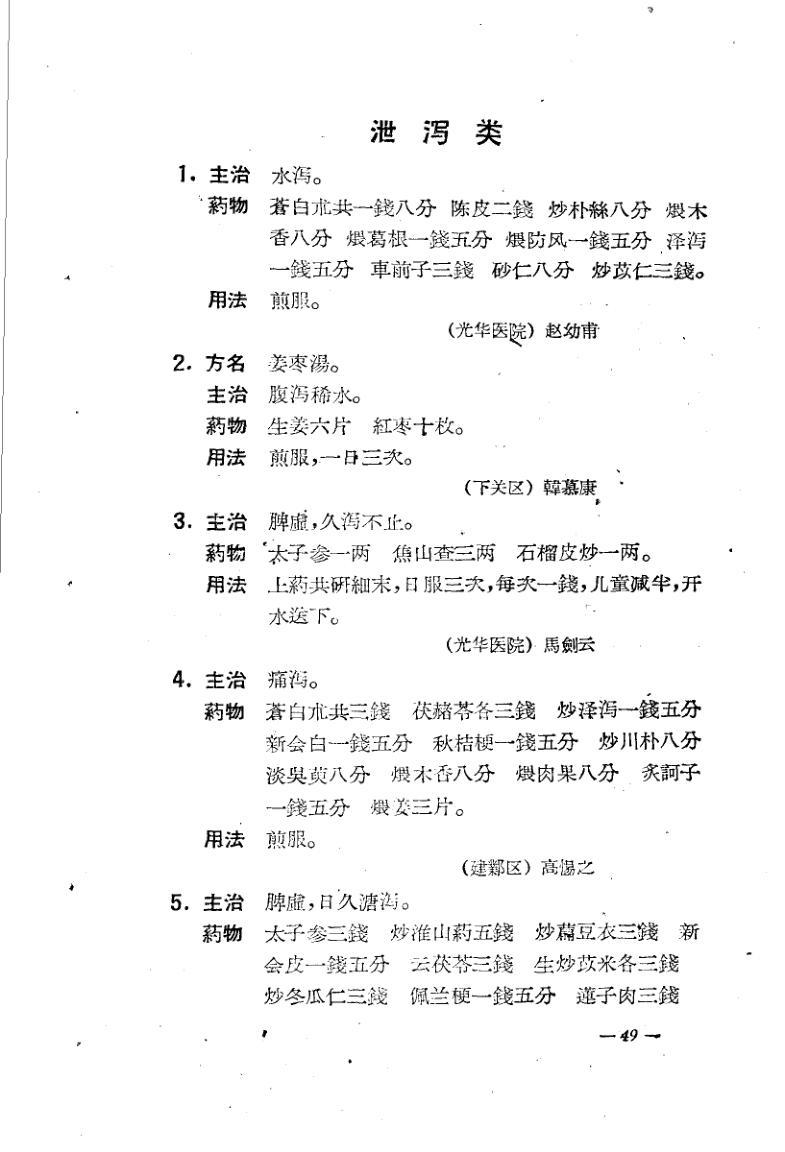 泄泻类
1. 主治 水泻。
葯物 蒼白朮共一錢八分 陈皮二錢 炒朴絲八分 煨木
香八分 煨葛根一錢五分 煨防风一錢五分 泽泻
一錢五分 車前子三錢 砂仁八分 炒苡仁三錢。
用法 煎服。
(光华医院) 赵幼甫
2. 方名 姜枣湯。
主治 腹泻稀水。
葯物 生姜六片 紅枣十枚。
用法 煎服,一日三次。
(下关区) 韓慕康
3. 主治 脾虛,久泻不止。
葯物 太子参一两 焦山查三两 石榴皮炒一两。
用法 上葯共研細末,日服三次,每次一錢,儿童减半,开
水送下。
(光华医院) 馬劍云
4. 主治 痛泻。
葯物 蒼白朮共三錢 茯赭苓各三錢 炒泽泻一錢五分
新会白一錢五分 秋桔梗一錢五分 炒川朴八分
淡吳萸八分 煨木香八分 煨肉果八分 炙訶子
一錢五分 煨姜三片。
用法 煎服。
(建鄴区) 高惕之
5. 主治 脾虛,日久溏泻。
葯物 太子参三錢 炒淮山葯五錢 炒藊豆衣三錢 新
会皮一錢五分 云茯苓三錢 生炒苡米各三錢
炒冬瓜仁三錢 佩兰梗一錢五分 蓮子肉三錢
— 49 —